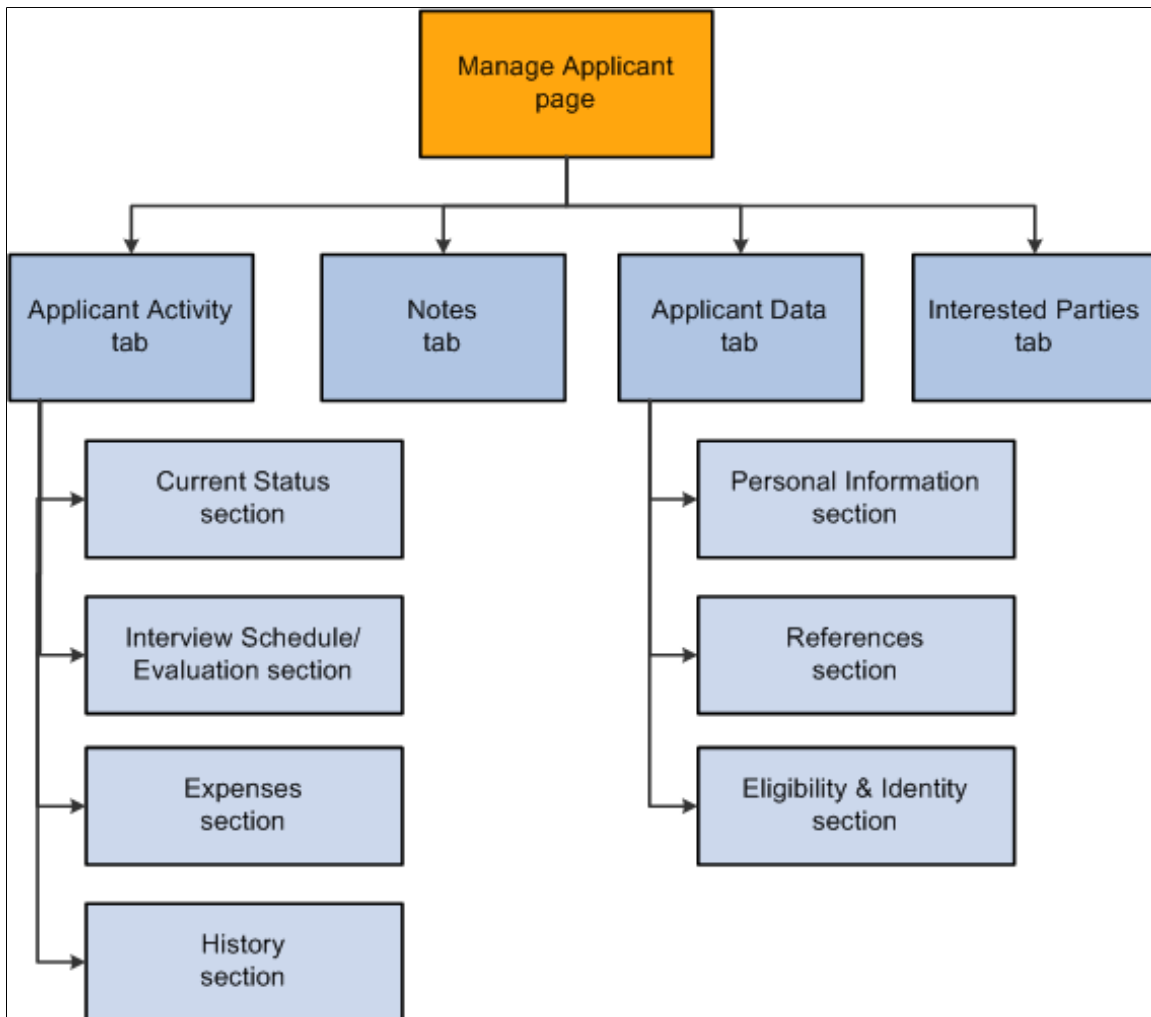 Manage Applicant
page
Applicant Activity
tab
Notes
tab
Applicant Data
tab
Interested Parties
tab
Current Status
section
Personal Information
section
Interview Schedule/
Evaluation section
References
section
Expenses
section
Eligibility & Identity
section
History
section